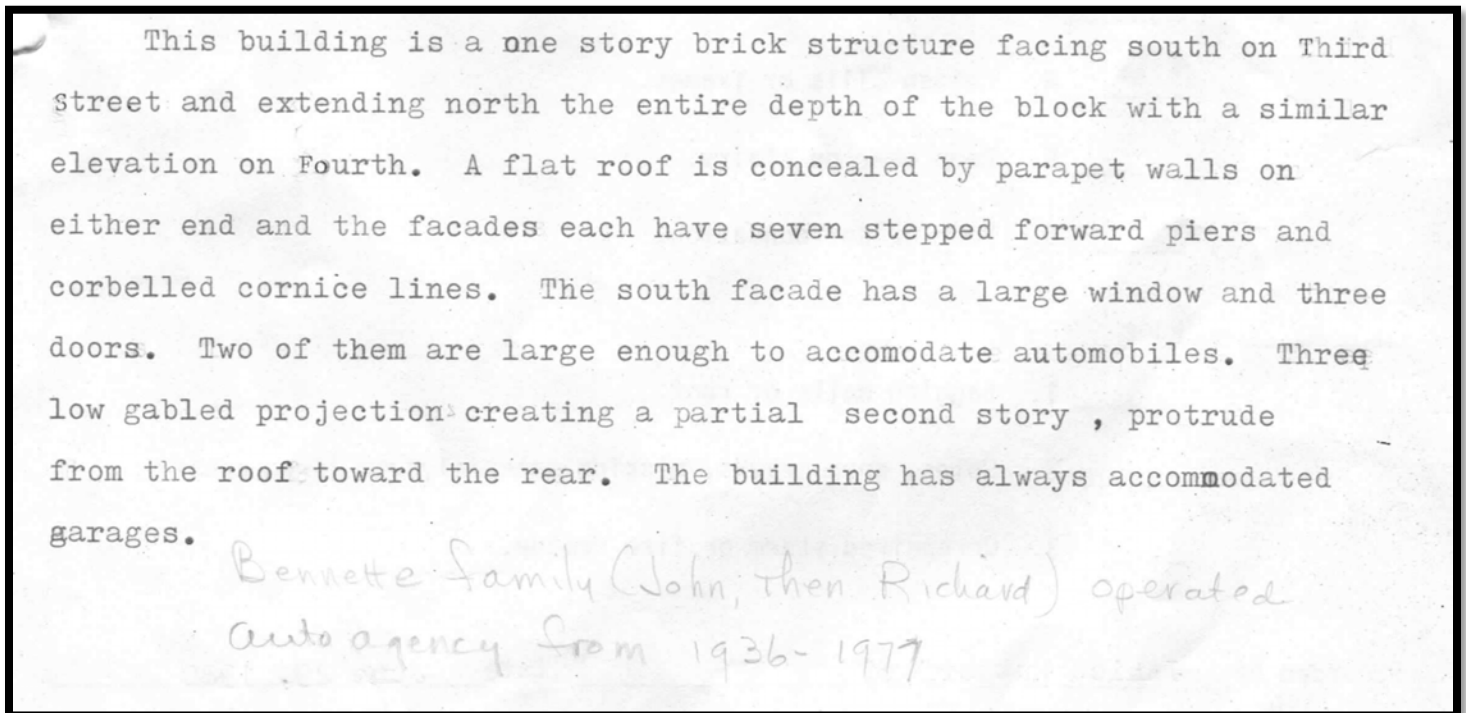 This building is a one story brick structure facing south on Third
street and extending north the entire depth of the block with a similar
elevation on Fourth. A flat roof is concealed by parapet walls on
either end and the facades each have seven stepped forward piers and
corbelled cornice lines. The south facade has a large window and three
doors. Two of them are large enough to accomodate automobiles. Three
low gabled projections creating a partial second story , protrude
from the roof toward the rear. The building has always accommodated
garages.
Bennette family (John, then Richard) operated
auto agency from 1936-1977